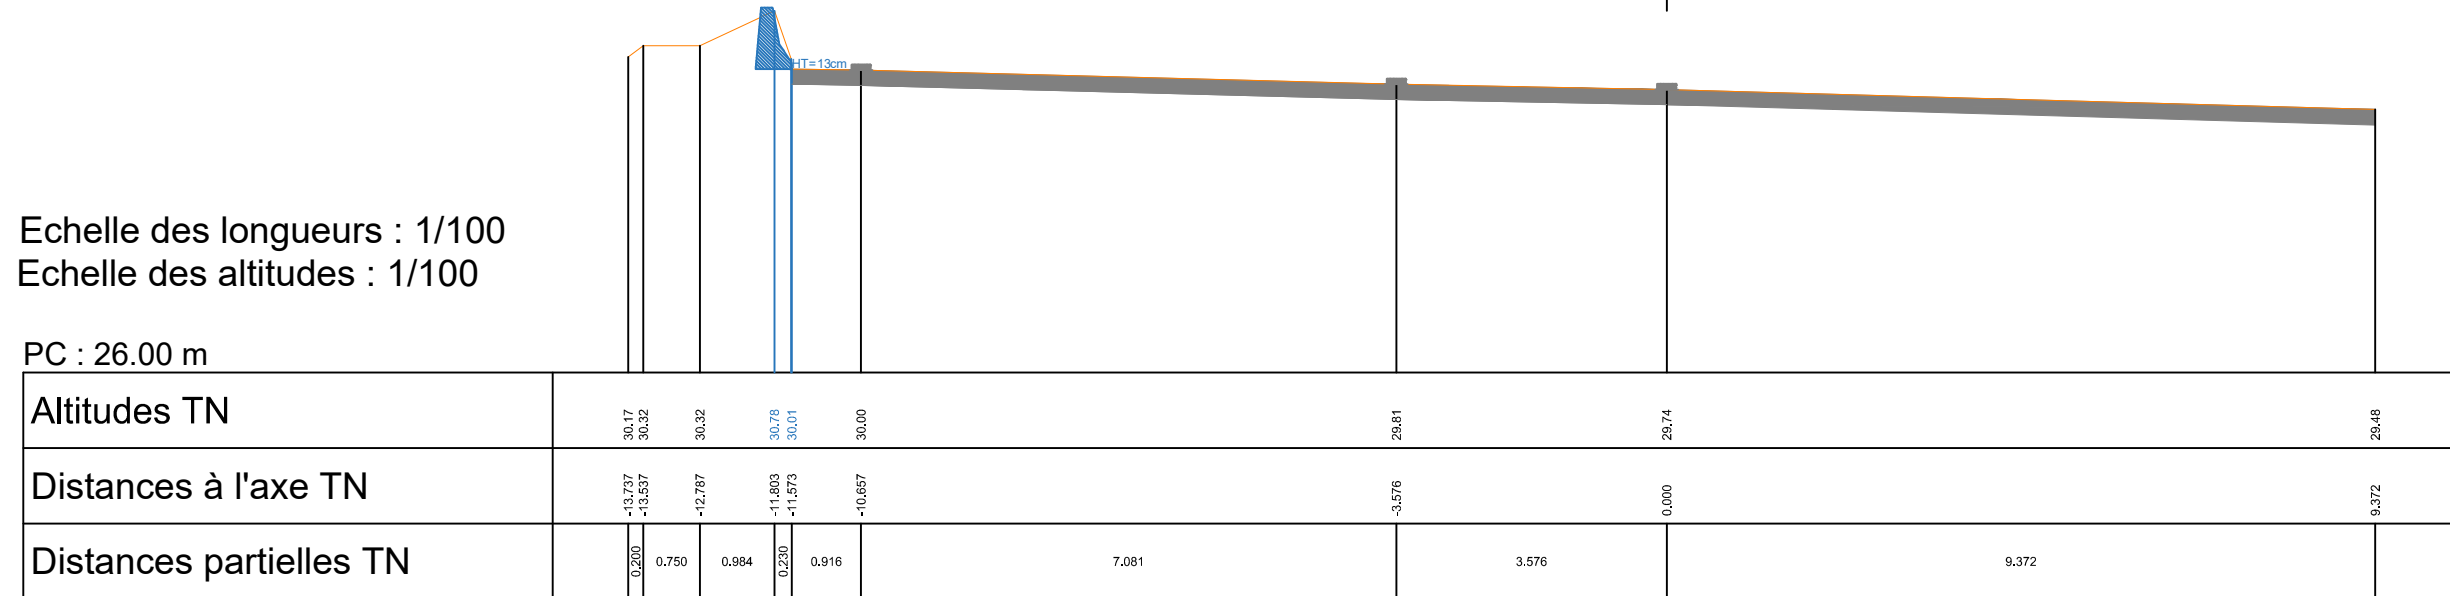 HT=13cm
Echelle des longueurs : 1/100
Echelle des altitudes : 1/100
PC : 26.00 m
Altitudes TN 30.17 30.32 30.32 30.78 30.01 30.00 29.81 29.74 29.48
Distances à l'axe TN -13.737 -13.537 -12.787 -11.803 -11.573 -10.657 -3.576 0.000 9.372
Distances partielles TN 0.200 0.750 0.984 0.230 0.916 7.081 3.576 9.372